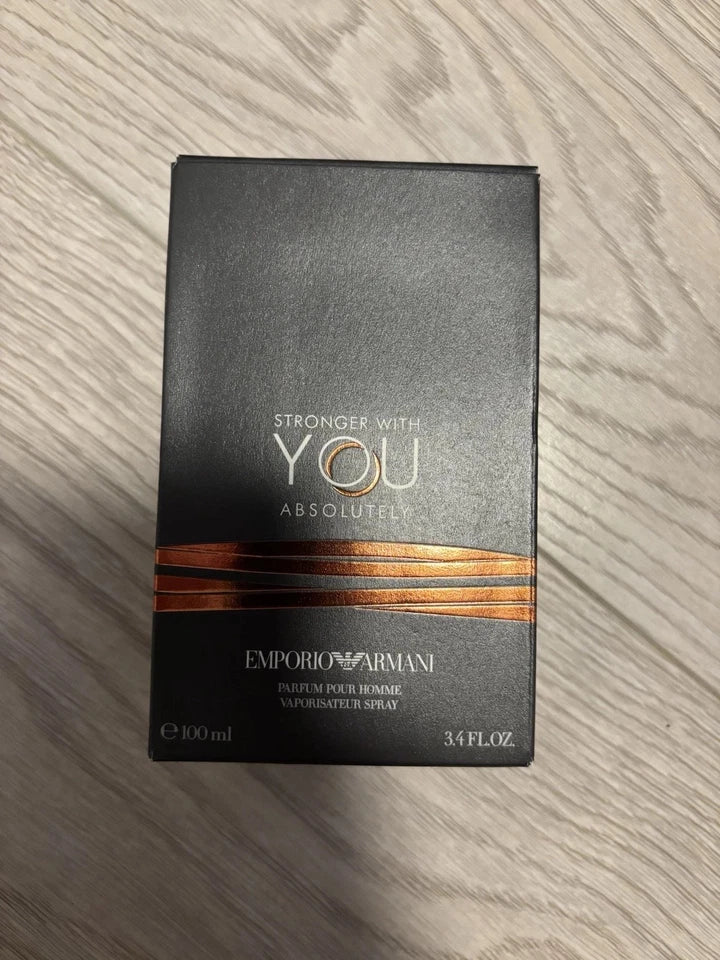 STRONGER WITH
YOU
ABSOLUTELY
EMPORIO ARMANI
PARFUM POUR HOMME
VAPORISATEUR SPRAY
℮ 100 ml
3.4 FL.OZ.